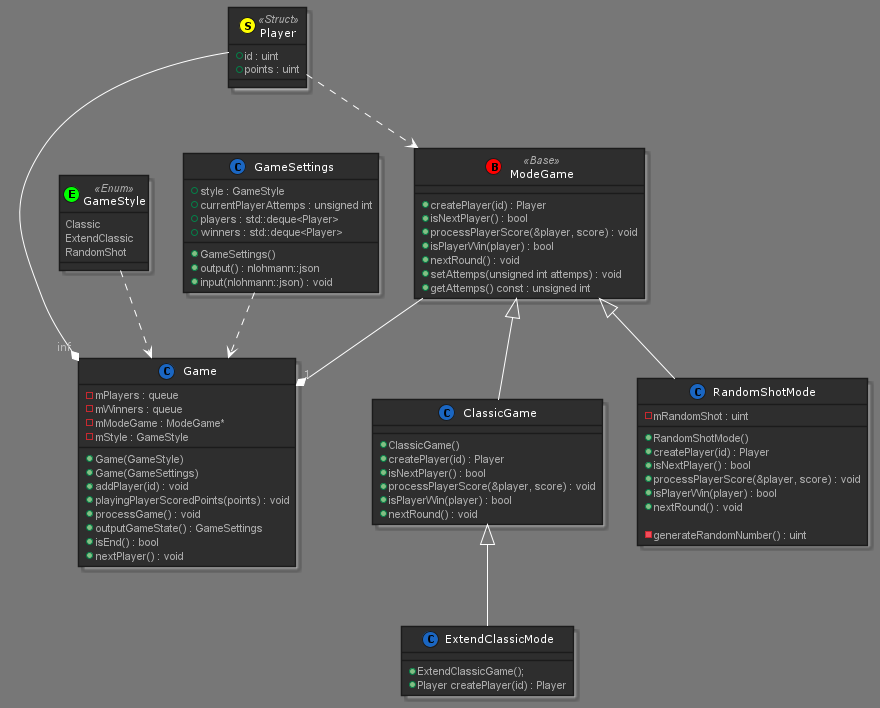 S
«Struct»
Player
id : uint
points : uint
C
GameSettings
style : GameStyle
currentPlayerAttemps : unsigned int
players : std::deque<Player>
winners : std::deque<Player>
GameSettings()
output() : nlohmann::json
input(nlohmann::json) : void
B
«Base»
ModeGame
createPlayer(id) : Player
isNextPlayer() : bool
processPlayerScore(&player, score) : void
isPlayerWin(player) : bool
nextRound() : void
setAttemps(unsigned int attemps) : void
getAttemps() const : unsigned int
E
«Enum»
GameStyle
Classic
ExtendClassic
RandomShot
inf
1
C
Game
mPlayers : queue
mWinners : queue
mModeGame : ModeGame*
mStyle : GameStyle
Game(GameStyle)
Game(GameSettings)
addPlayer(id) : void
playingPlayerScoredPoints(points) : void
processGame() : void
outputGameState() : GameSettings
isEnd() : bool
nextPlayer() : void
C
ClassicGame
ClassicGame()
createPlayer(id) : Player
isNextPlayer() : bool
processPlayerScore(&player, score) : void
isPlayerWin(player) : bool
nextRound() : void
C
RandomShotMode
mRandomShot : uint
RandomShotMode()
createPlayer(id) : Player
isNextPlayer() : bool
processPlayerScore(&player, score) : void
isPlayerWin(player) : bool
nextRound() : void
generateRandomNumber() : uint
C
ExtendClassicMode
ExtendClassicGame();
Player createPlayer(id) : Player